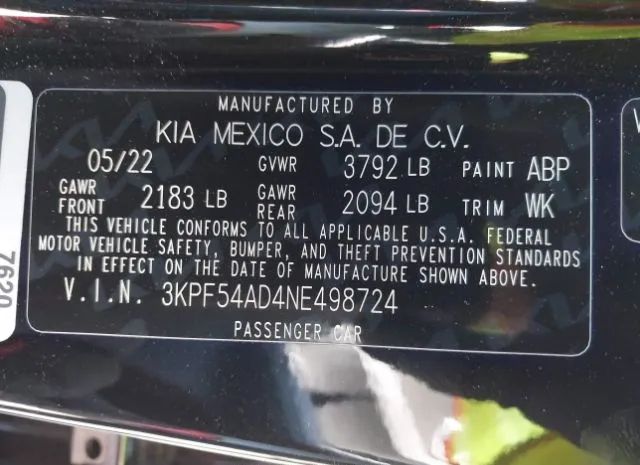 MANUFACTURED BY
KIA MEXICO S.A. DE C.V.
05/22 GVWR 3792 LB PAINT ABP
GAWR FRONT 2183 LB GAWR REAR 2094 LB TRIM WK
THIS VEHICLE CONFORMS TO ALL APPLICABLE U.S.A. FEDERAL
MOTOR VEHICLE SAFETY, BUMPER, AND THEFT PREVENTION STANDARDS
IN EFFECT ON THE DATE OF MANUFACTURE SHOWN ABOVE.
V.I.N. 3KPF54AD4NE498724
PASSENGER CAR
7620